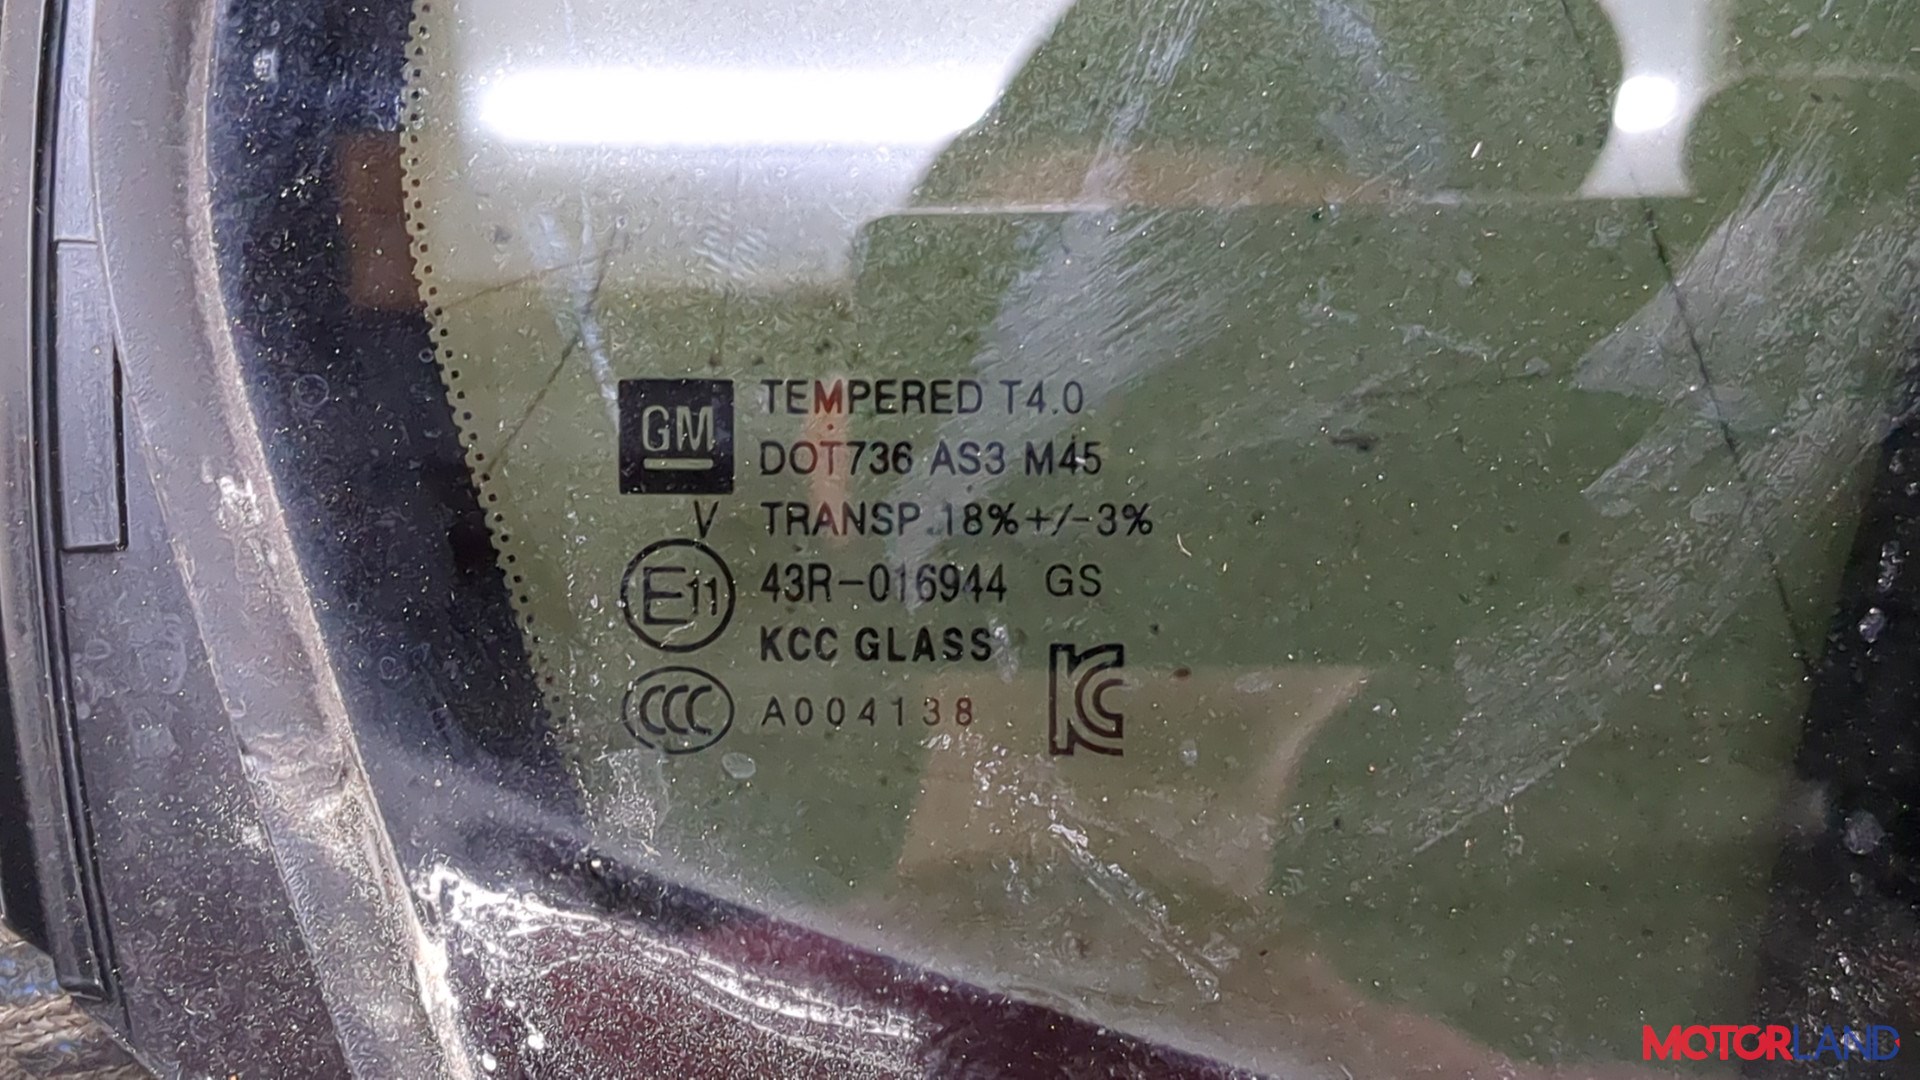 GM
TEMPERED T4.0
DOT736 AS3 M45
V TRANSP.18%+/-3%
E11 43R-016944 GS
KCC GLASS
CCC A004138 KC
MOTORLAND